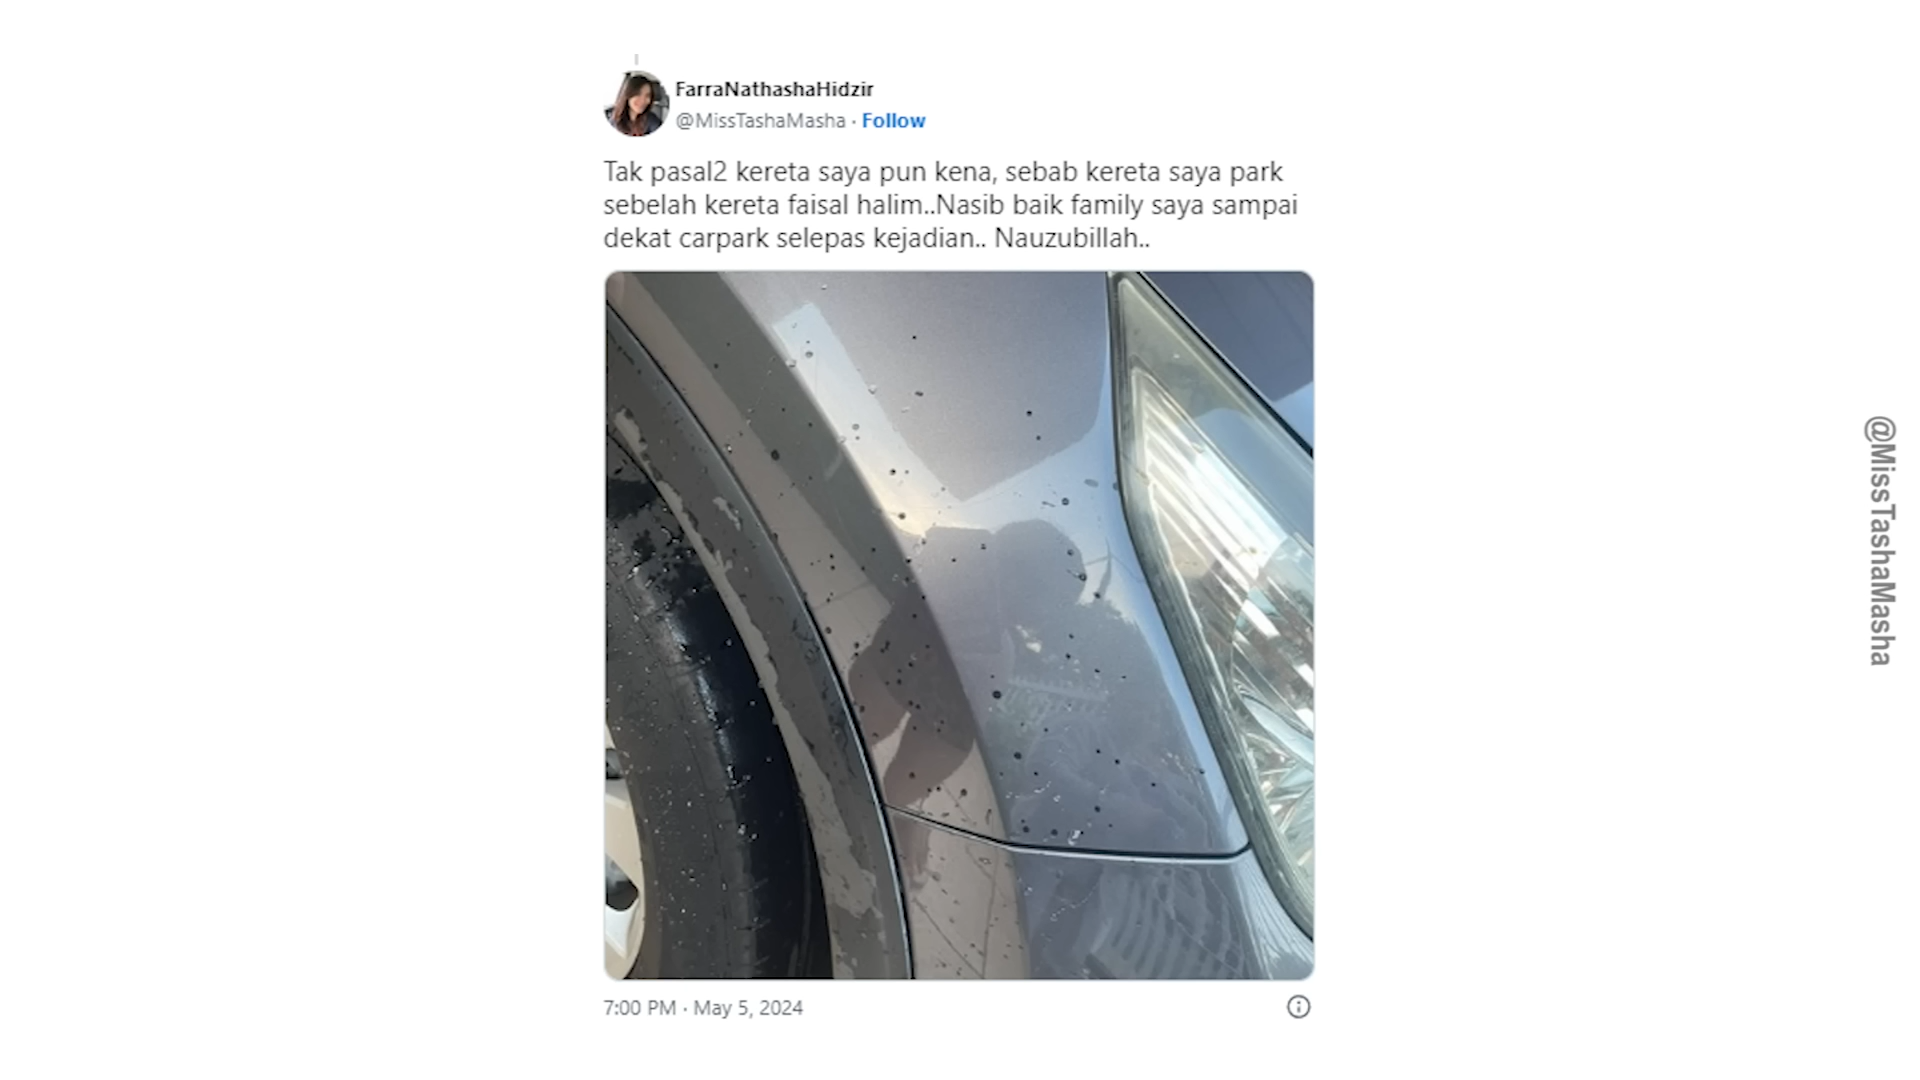 FarraNathashaHidzir
@MissTashaMasha · Follow
Tak pasal2 kereta saya pun kena, sebab kereta saya park
sebelah kereta faisal halim..Nasib baik family saya sampai
dekat carpark selepas kejadian.. Nauzubillah..
7:00 PM · May 5, 2024
@MissTashaMasha